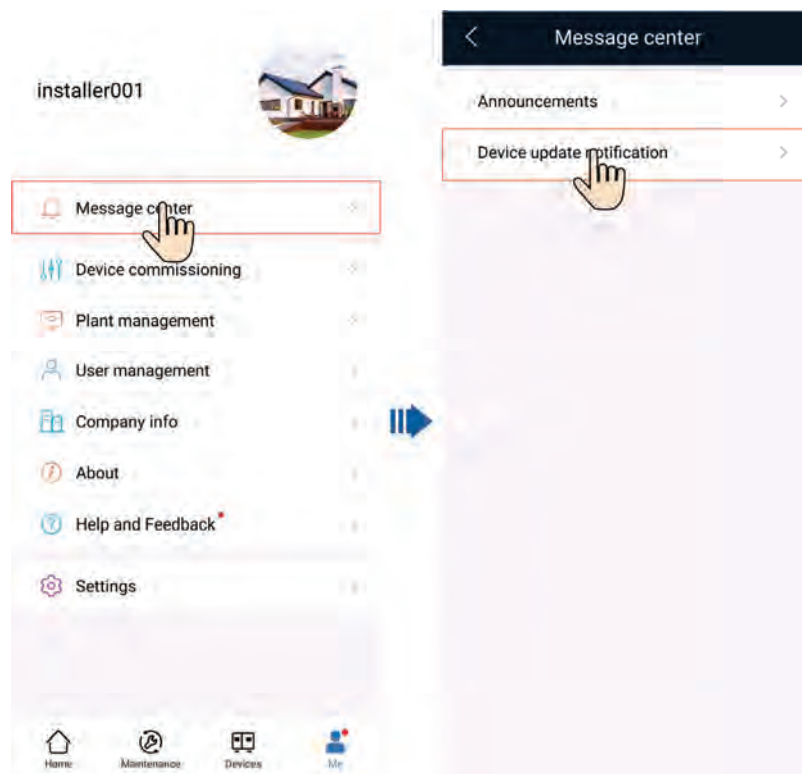 installer001
Message center
Device commissioning
Plant management
User management
Company info
About
Help and Feedback
Settings
Home
Maintenance
Devices
Me
Message center
Announcements
Device update notification